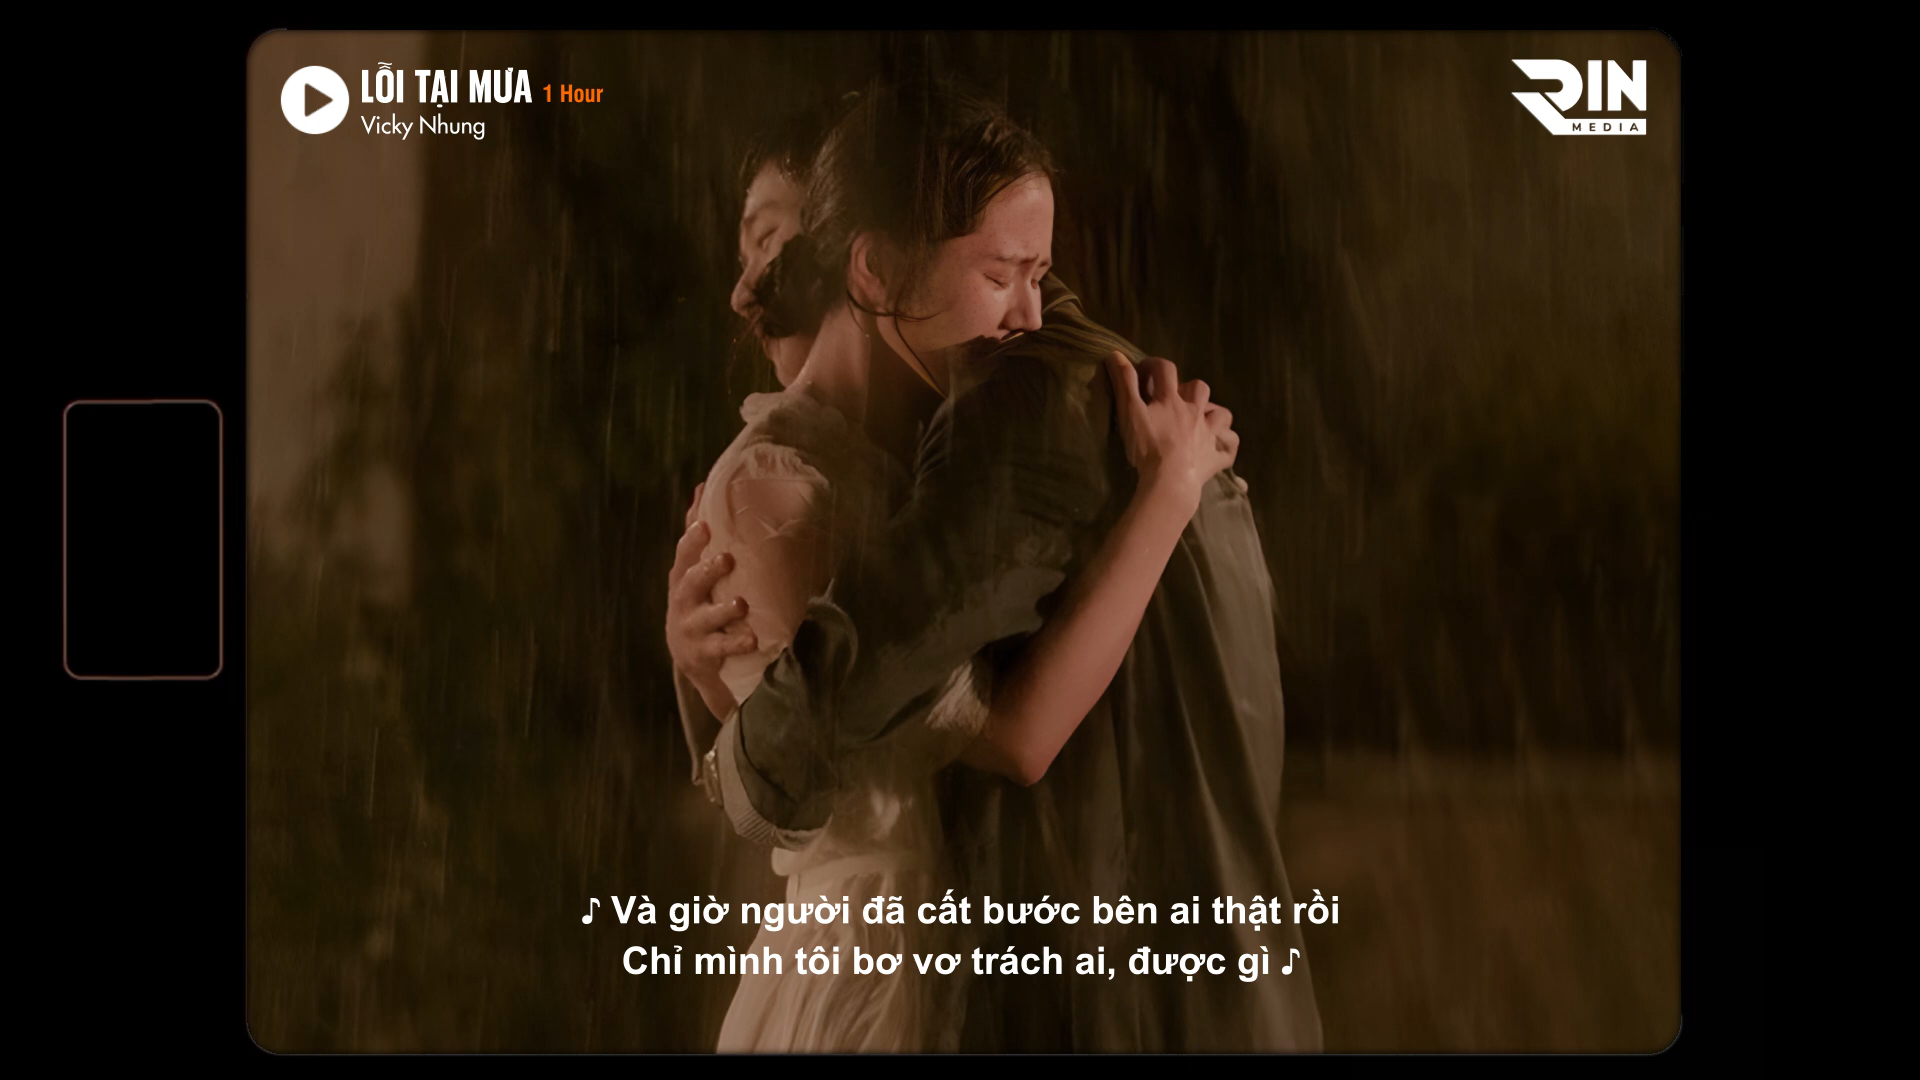 LỖI TẠI MƯA 1 Hour
Vicky Nhung
RIN
MEDIA
♪ Và giờ người đã cất bước bên ai thật rồi
Chỉ mình tôi bơ vơ trách ai, được gì ♪